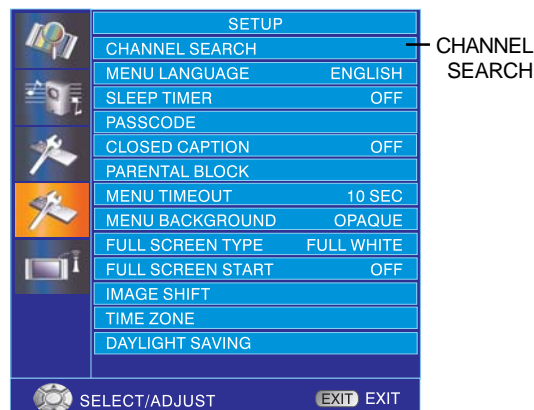 SETUP
CHANNEL SEARCH
MENU LANGUAGE ENGLISH
SLEEP TIMER OFF
PASSCODE
CLOSED CAPTION OFF
PARENTAL BLOCK
MENU TIMEOUT 10 SEC
MENU BACKGROUND OPAQUE
FULL SCREEN TYPE FULL WHITE
FULL SCREEN START OFF
IMAGE SHIFT
TIME ZONE
DAYLIGHT SAVING
SELECT/ADJUST EXIT EXIT
CHANNEL
SEARCH